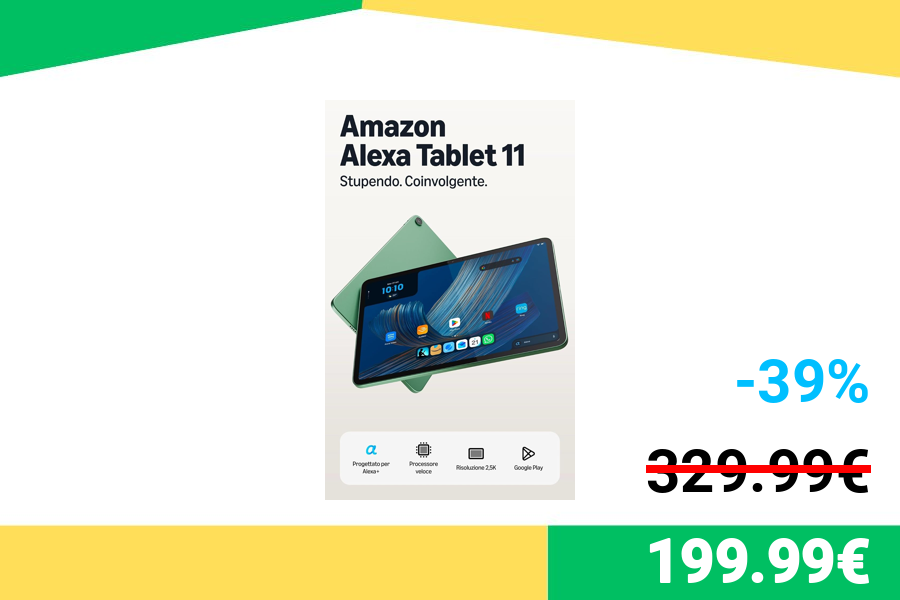 Amazon
Alexa Tablet 11
Stupendo. Coinvolgente.
10:10
21
Progettato per
Alexa+
Processore
veloce
Risoluzione 2,5K
Google Play
-39%
329.99€
199.99€